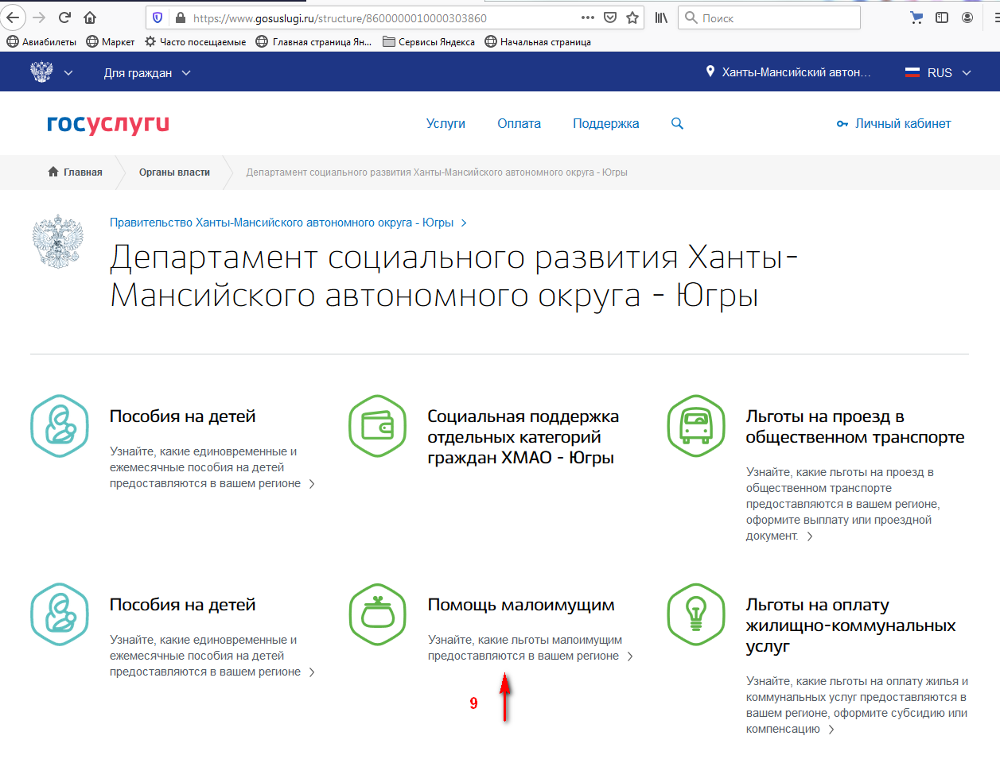 https://www.gosuslugi.ru/structure/8600000010000303860
Поиск
Авиабилеты
Маркет
Часто посещаемые
Главная страница Ян...
Сервисы Яндекса
Начальная страница
Для граждан
Ханты-Мансийский автон...
RUS
госуслуги
Услуги
Оплата
Поддержка
Личный кабинет
Главная
Органы власти
Департамент социального развития Ханты-Мансийского автономного округа - Югры
Правительство Ханты-Мансийского автономного округа - Югры
Департамент социального развития Ханты-
Мансийского автономного округа - Югры
Пособия на детей
Узнайте, какие единовременные и
ежемесячные пособия на детей
предоставляются в вашем регионе
Социальная поддержка
отдельных категорий
граждан ХМАО - Югры
Льготы на проезд в
общественном транспорте
Узнайте, какие льготы на проезд в
общественном транспорте
предоставляются в вашем регионе,
оформите выплату или проездной
документ.
Пособия на детей
Узнайте, какие единовременные и
ежемесячные пособия на детей
предоставляются в вашем регионе
Помощь малоимущим
Узнайте, какие льготы малоимущим
предоставляются в вашем регионе
9
Льготы на оплату
жилищно-коммунальных
услуг
Узнайте, какие льготы на оплату жилья и
коммунальных услуг предоставляются в
вашем регионе, оформите субсидию или
компенсацию